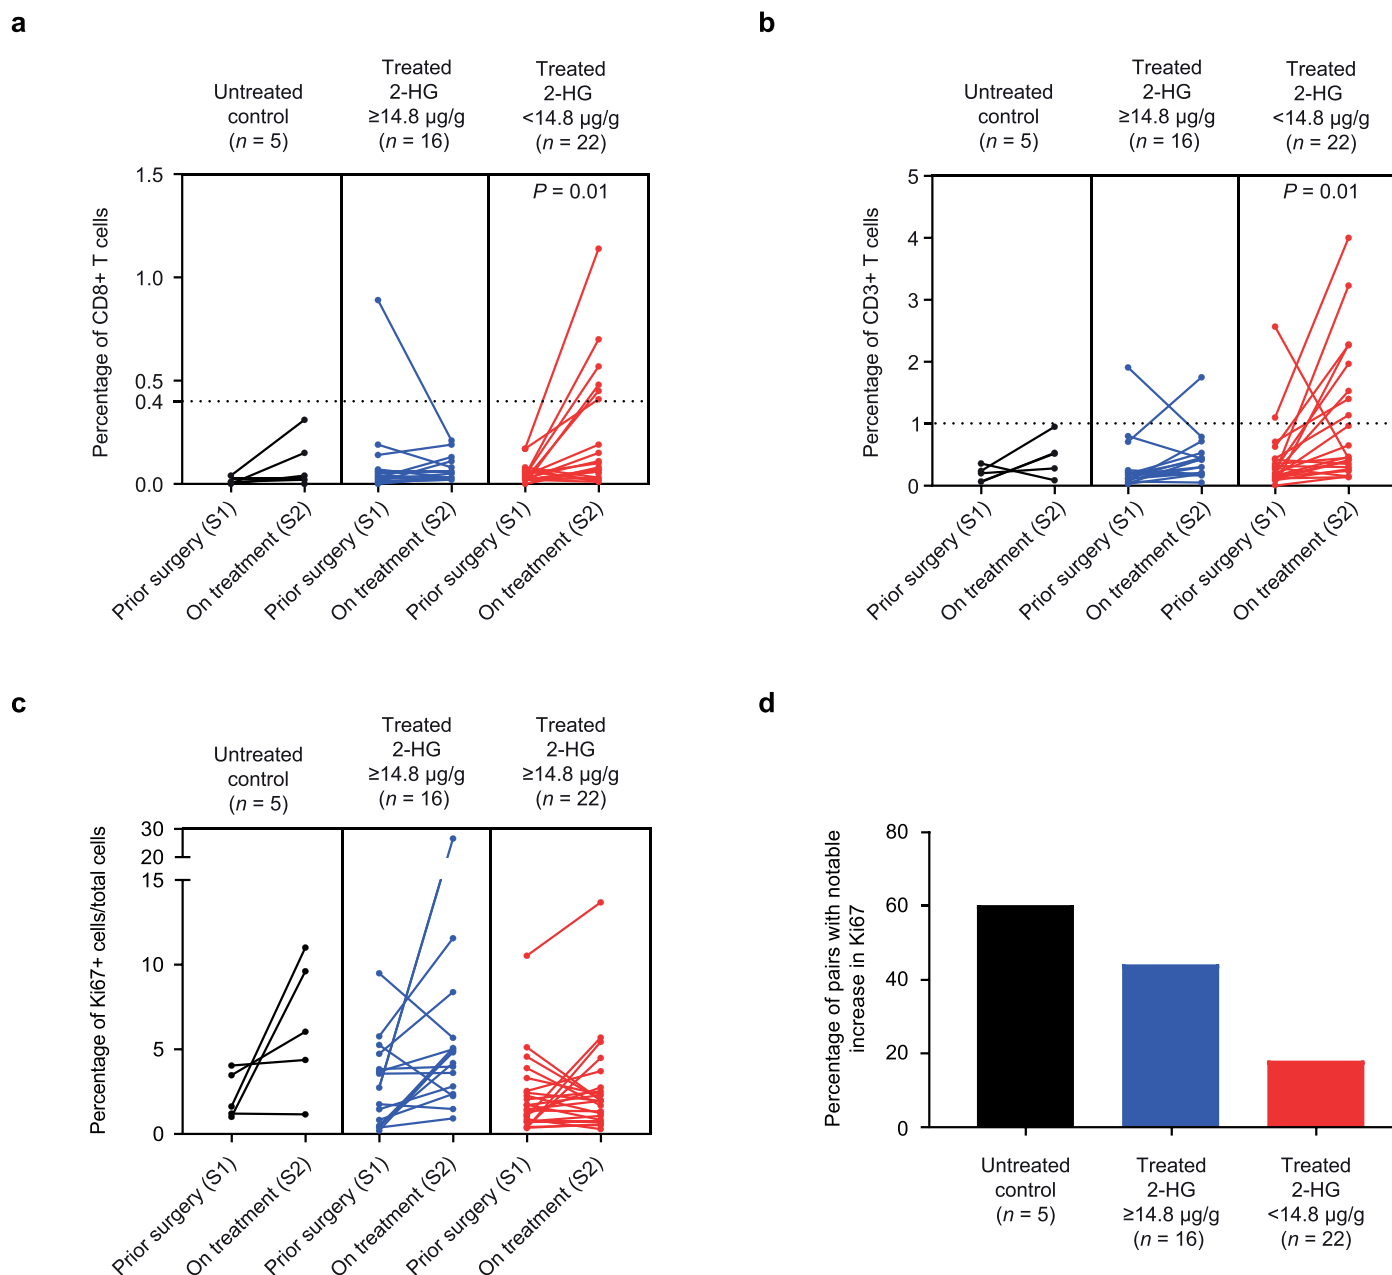 a
Untreated
control
(n = 5)
Treated
2-HG
≥14.8 µg/g
(n = 16)
Treated
2-HG
<14.8 µg/g
(n = 22)
P = 0.01
Percentage of CD8+ T cells
1.5
1.0
0.5
0.4
0.0
Prior surgery (S1)
On treatment (S2)
Prior surgery (S1)
On treatment (S2)
Prior surgery (S1)
On treatment (S2)
b
Untreated
control
(n = 5)
Treated
2-HG
≥14.8 µg/g
(n = 16)
Treated
2-HG
<14.8 µg/g
(n = 22)
P = 0.01
Percentage of CD3+ T cells
5
4
3
2
1
0
Prior surgery (S1)
On treatment (S2)
Prior surgery (S1)
On treatment (S2)
Prior surgery (S1)
On treatment (S2)
c
Untreated
control
(n = 5)
Treated
2-HG
≥14.8 µg/g
(n = 16)
Treated
2-HG
≥14.8 µg/g
(n = 22)
Percentage of Ki67+ cells/total cells
30
20
15
10
5
0
Prior surgery (S1)
On treatment (S2)
Prior surgery (S1)
On treatment (S2)
Prior surgery (S1)
On treatment (S2)
d
Percentage of pairs with notable
increase in Ki67
80
60
40
20
0
Untreated
control
(n = 5)
Treated
2-HG
≥14.8 µg/g
(n = 16)
Treated
2-HG
<14.8 µg/g
(n = 22)